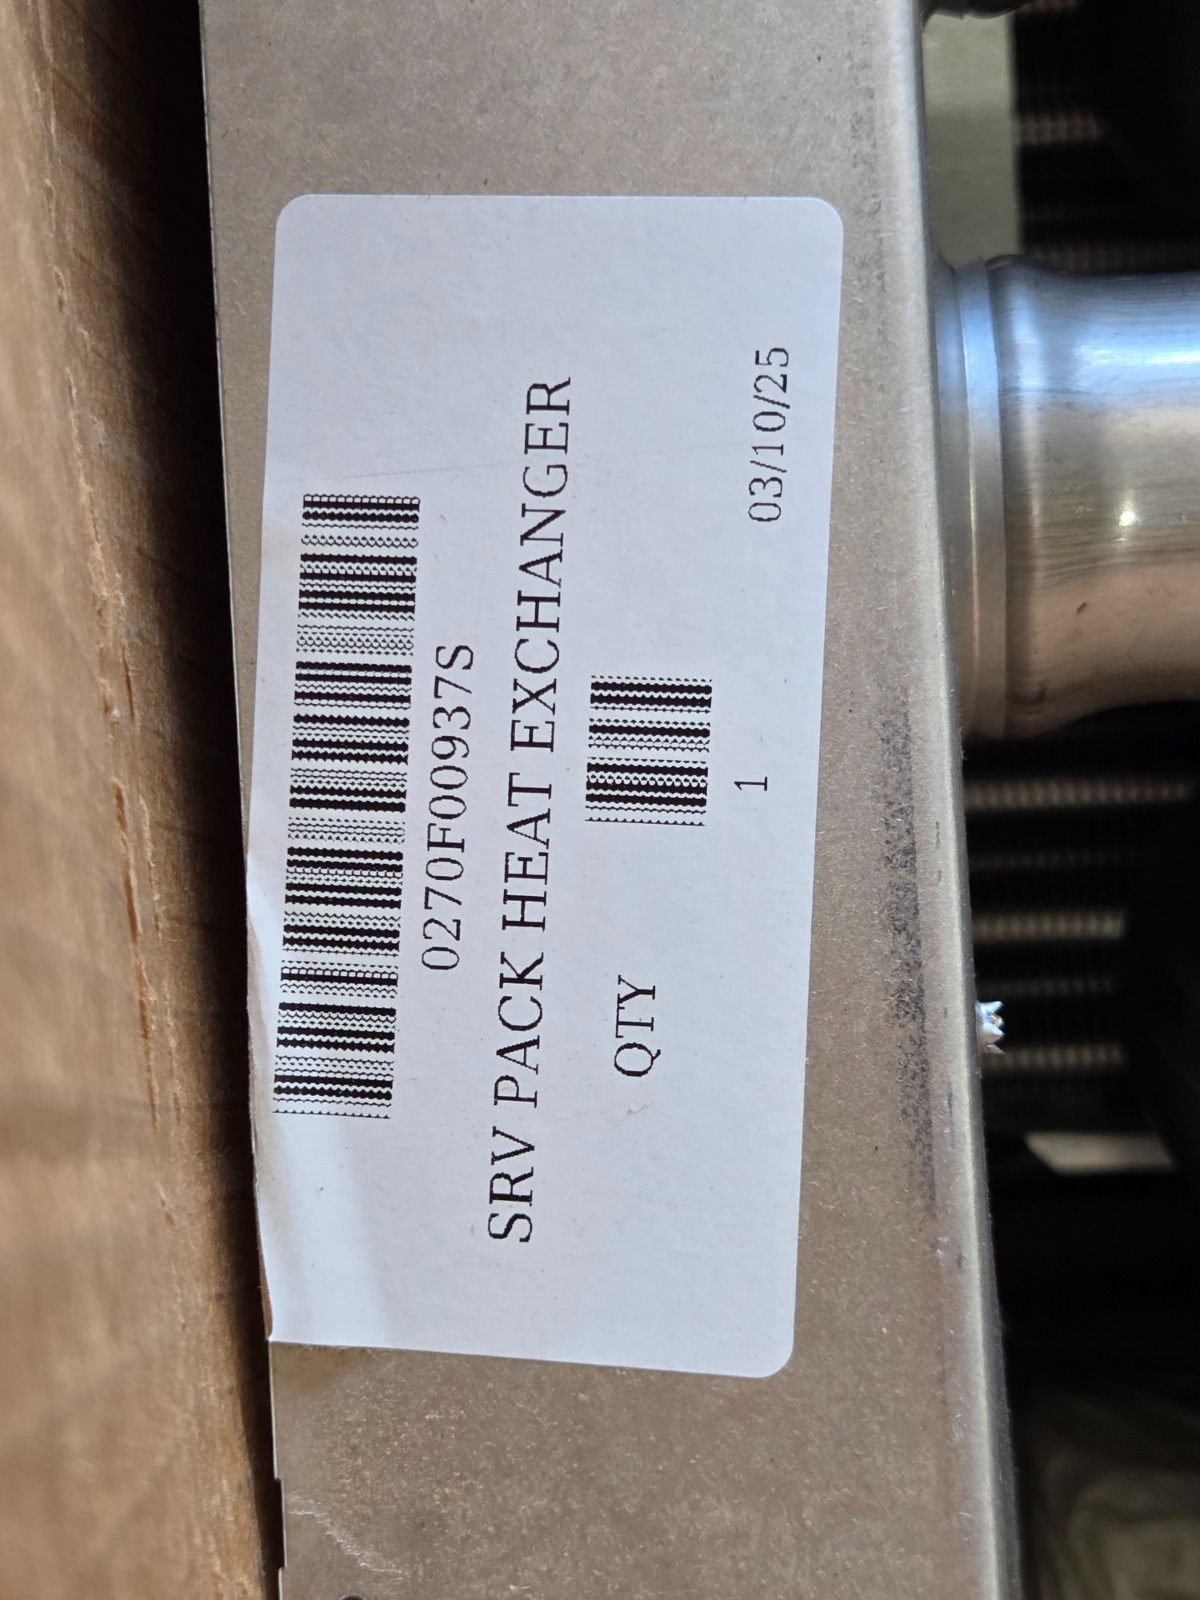 0270F00937S
SRV PACK HEAT EXCHANGER
QTY
1
03/10/25